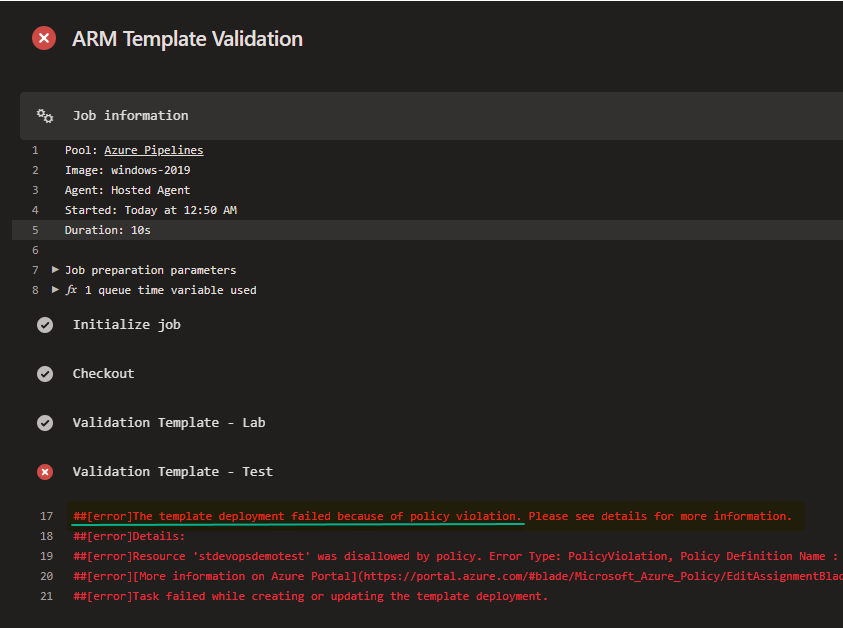 ARM Template Validation
Job information
1 Pool: Azure Pipelines
2 Image: windows-2019
3 Agent: Hosted Agent
4 Started: Today at 12:50 AM
5 Duration: 10s
6
7 Job preparation parameters
8 fx 1 queue time variable used
Initialize job
Checkout
Validation Template - Lab
Validation Template - Test
17 ##[error]The template deployment failed because of policy violation. Please see details for more information.
18 ##[error]Details:
19 ##[error]Resource 'stdevopsdemotest' was disallowed by policy. Error Type: PolicyViolation, Policy Definition Name :
20 ##[error][More information on Azure Portal](https://portal.azure.com/#blade/Microsoft_Azure_Policy/EditAssignmentBlad
21 ##[error]Task failed while creating or updating the template deployment.